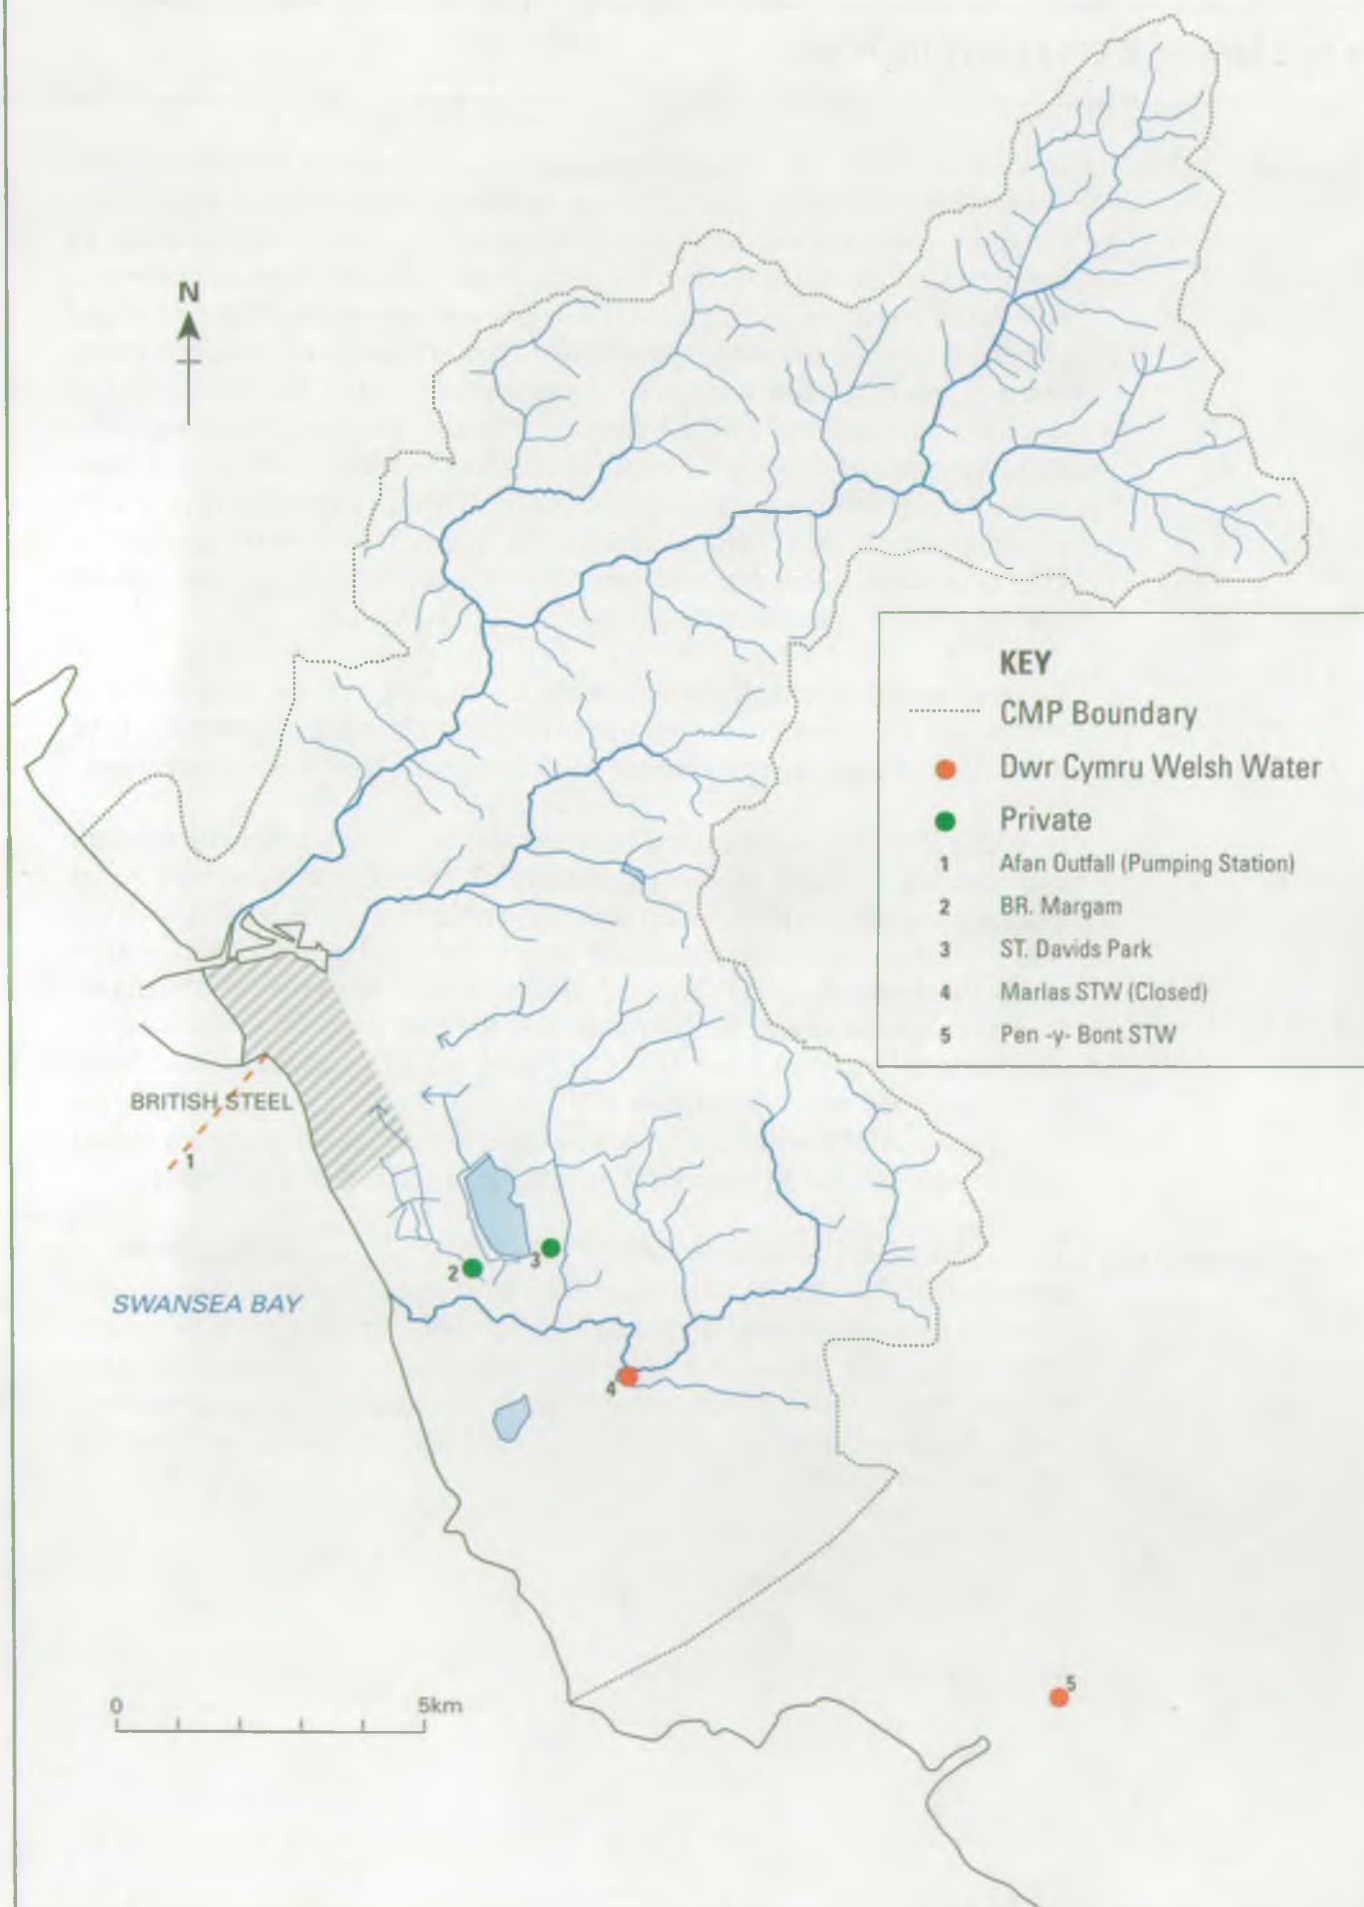 N
KEY
CMP Boundary
Dwr Cymru Welsh Water
Private
1 Afan Outfall (Pumping Station)
2 BR. Margam
3 ST. Davids Park
4 Marlas STW (Closed)
5 Pen -y- Bont STW
BRITISH STEEL
1
2
3
SWANSEA BAY
4
5
0 5km